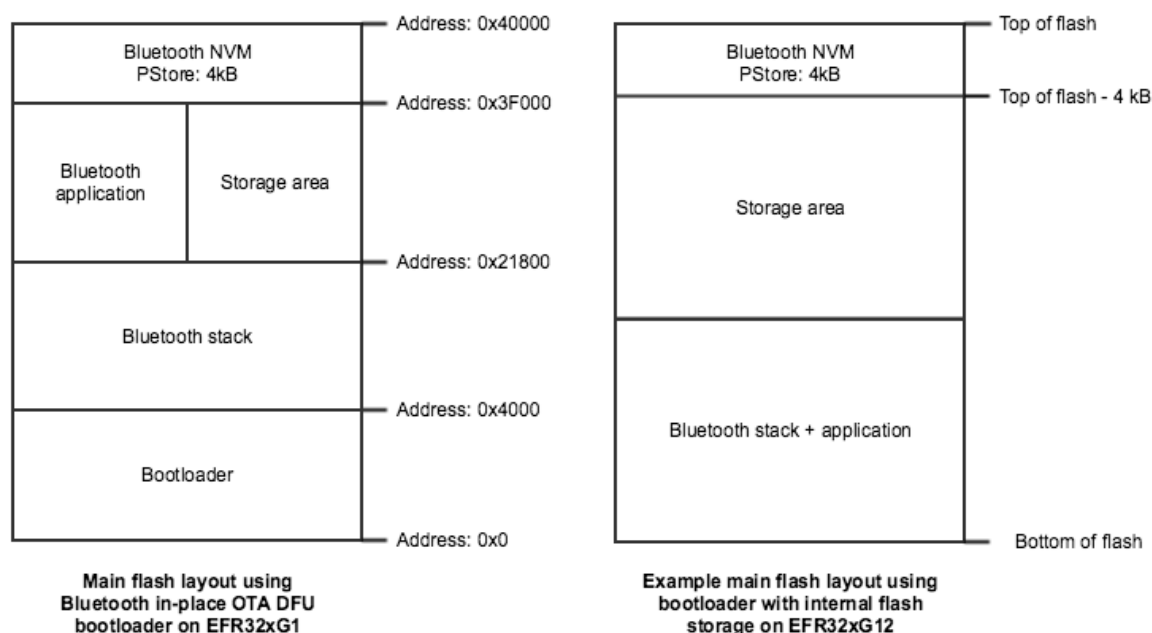 Address: 0x40000
Bluetooth NVM
PStore: 4kB
Address: 0x3F000
Bluetooth
application
Storage area
Address: 0x21800
Bluetooth stack
Address: 0x4000
Bootloader
Address: 0x0
Main flash layout using
Bluetooth in-place OTA DFU
bootloader on EFR32xG1
Top of flash
Bluetooth NVM
PStore: 4kB
Top of flash - 4 kB
Storage area
Bluetooth stack + application
Bottom of flash
Example main flash layout using
bootloader with internal flash
storage on EFR32xG12